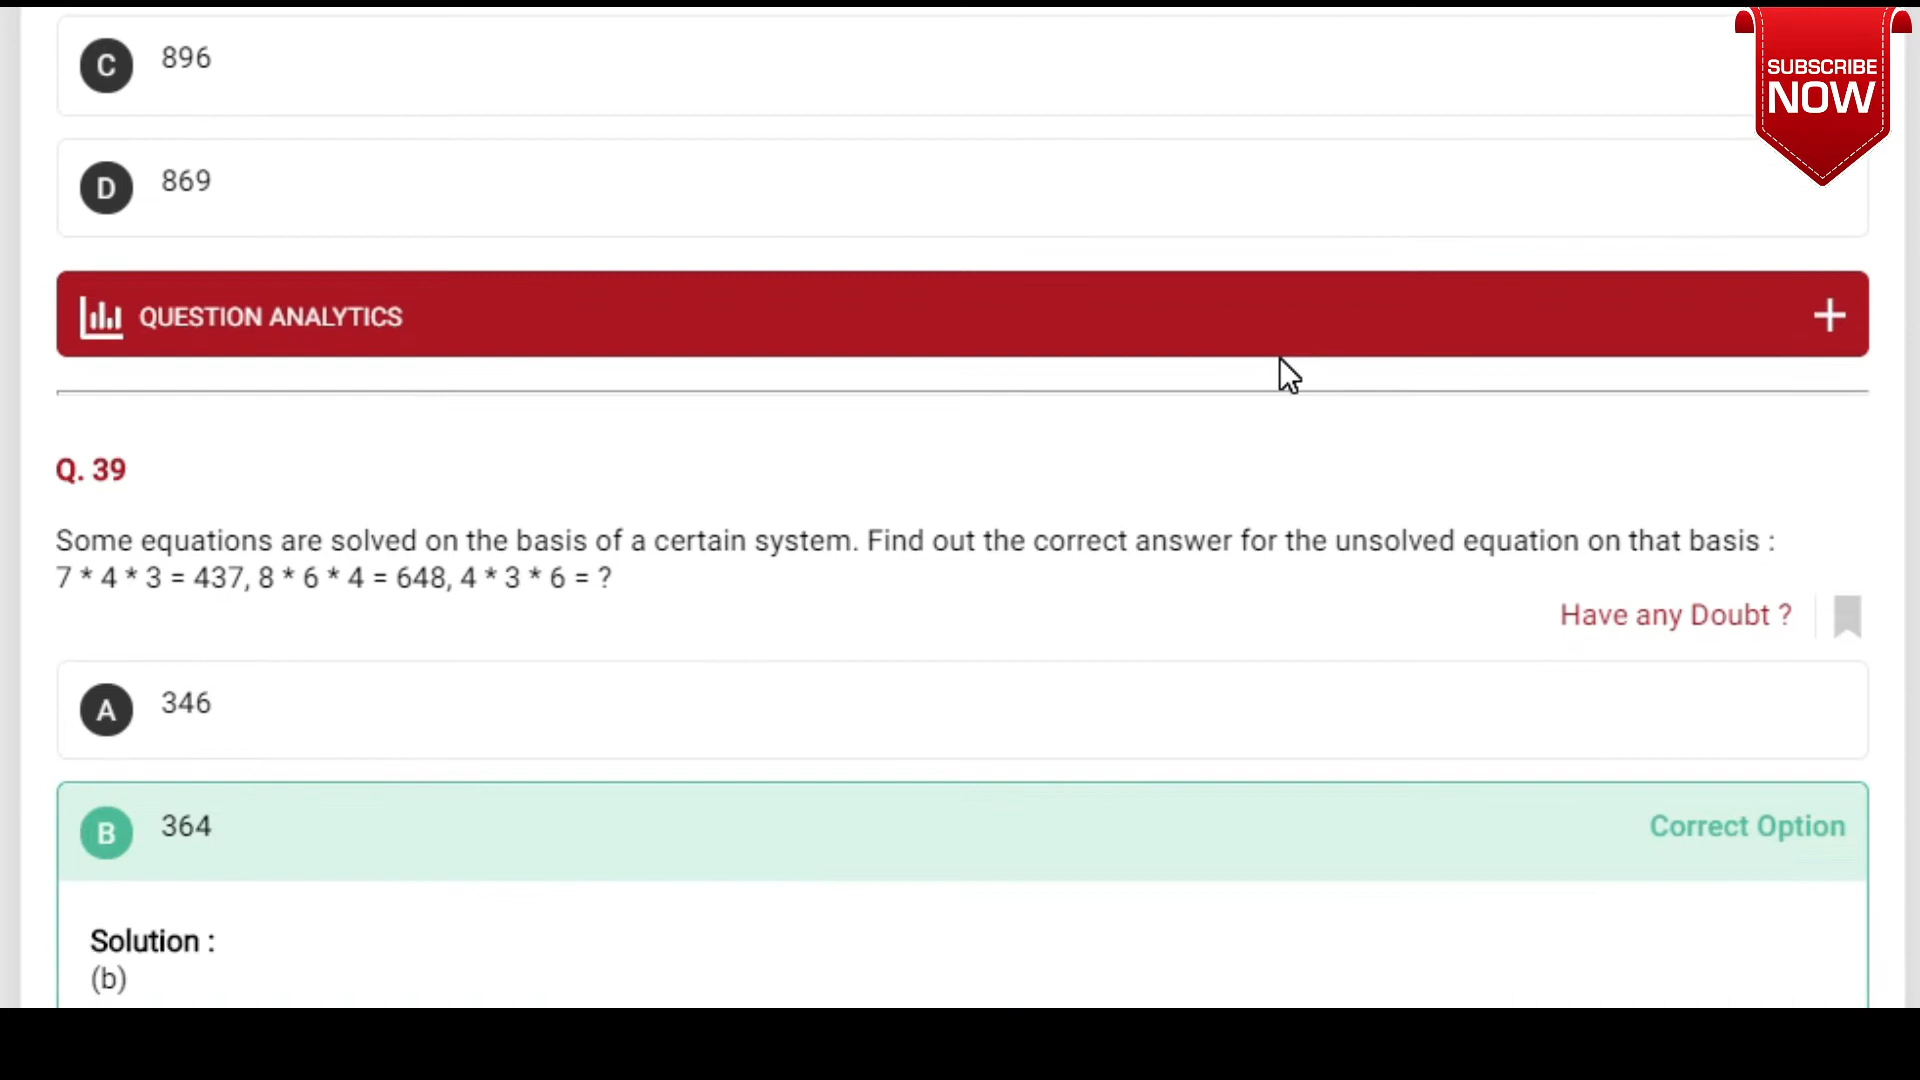 C 896
SUBSCRIBE
NOW
D 869
QUESTION ANALYTICS +
Q. 39
Some equations are solved on the basis of a certain system. Find out the correct answer for the unsolved equation on that basis :
7 * 4 * 3 = 437, 8 * 6 * 4 = 648, 4 * 3 * 6 = ?
Have any Doubt ?
A 346
B 364 Correct Option
Solution :
(b)